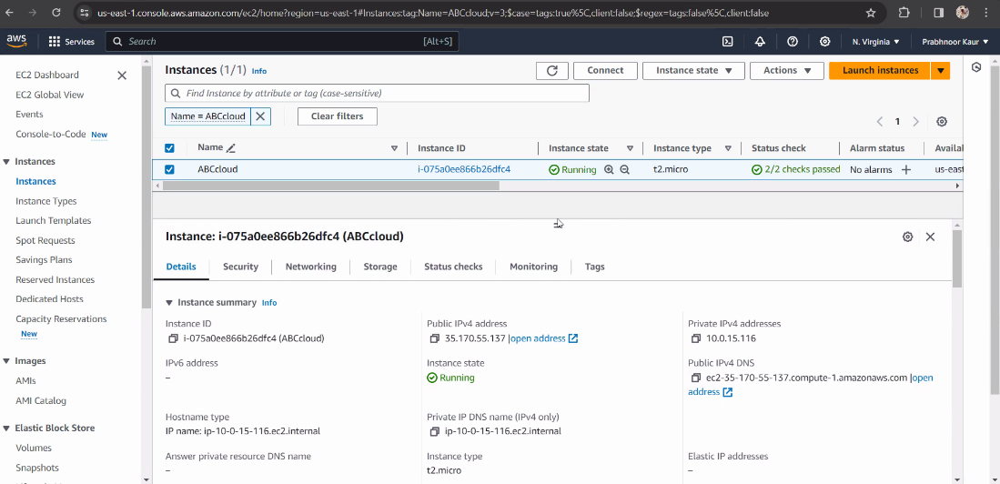 us-east-1.console.aws.amazon.com/ec2/home?region=us-east-1#Instances:tag:Name=ABCcloud;v=3;$case=tags:true%5C,client:false;$regex=tags:false%5C,client:false
aws Services Search [Alt+S] N. Virginia Prabhnoor Kaur
EC2 Dashboard
EC2 Global View
Events
Console-to-Code New
Instances
Instances
Instance Types
Launch Templates
Spot Requests
Savings Plans
Reserved Instances
Dedicated Hosts
Capacity Reservations
New
Images
AMIs
AMI Catalog
Elastic Block Store
Volumes
Snapshots
Instances (1/1) Info Connect Instance state Actions Launch instances
Find Instance by attribute or tag (case-sensitive)
Name = ABCcloud Clear filters
1
Name Instance ID Instance state Instance type Status check Alarm status Availa
ABCcloud i-075a0ee866b26dfc4 Running t2.micro 2/2 checks passed No alarms us-east
Instance: i-075a0ee866b26dfc4 (ABCcloud)
Details Security Networking Storage Status checks Monitoring Tags
Instance summary Info
Instance ID Public IPv4 address Private IPv4 addresses
i-075a0ee866b26dfc4 (ABCcloud) 35.170.55.137 |open address 10.0.15.116
IPv6 address Instance state Public IPv4 DNS
– Running ec2-35-170-55-137.compute-1.amazonaws.com |open
address
Hostname type Private IP DNS name (IPv4 only)
IP name: ip-10-0-15-116.ec2.internal ip-10-0-15-116.ec2.internal
Answer private resource DNS name Instance type Elastic IP addresses
– t2.micro –